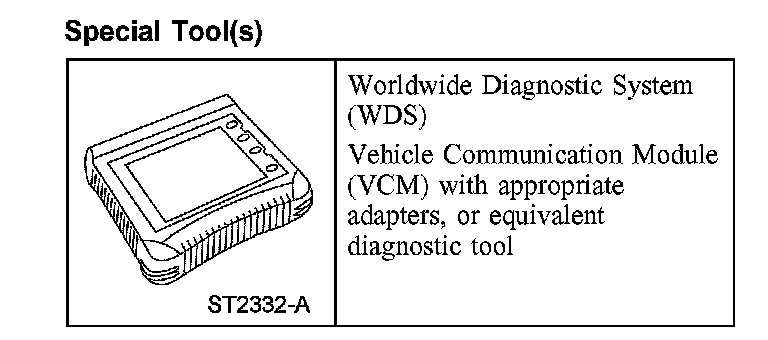 Special Tool(s)
Worldwide Diagnostic System
(WDS)
Vehicle Communication Module
(VCM) with appropriate
adapters, or equivalent
diagnostic tool
ST2332-A